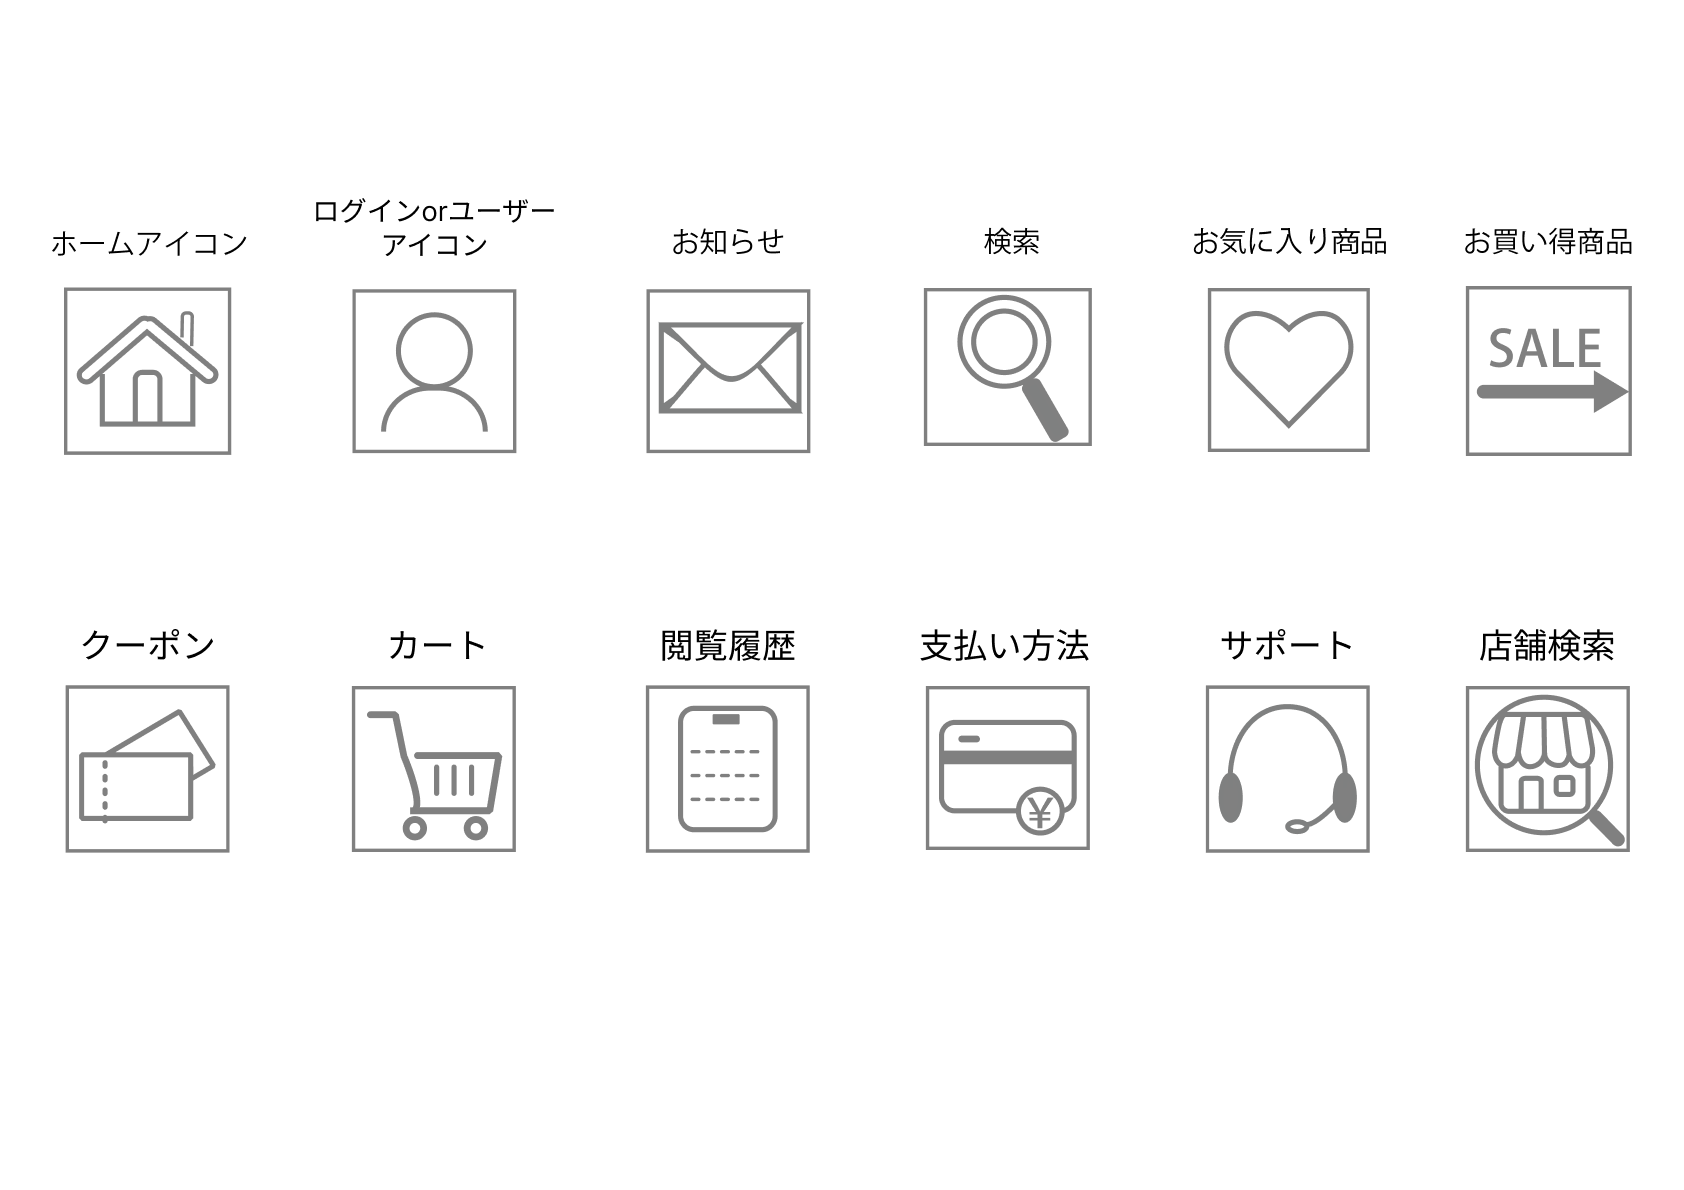 ホームアイコン
ログインorユーザー
アイコン
お知らせ
検索
お気に入り商品
お買い得商品
SALE
クーポン
カート
閲覧履歴
支払い方法
サポート
店舗検索
¥